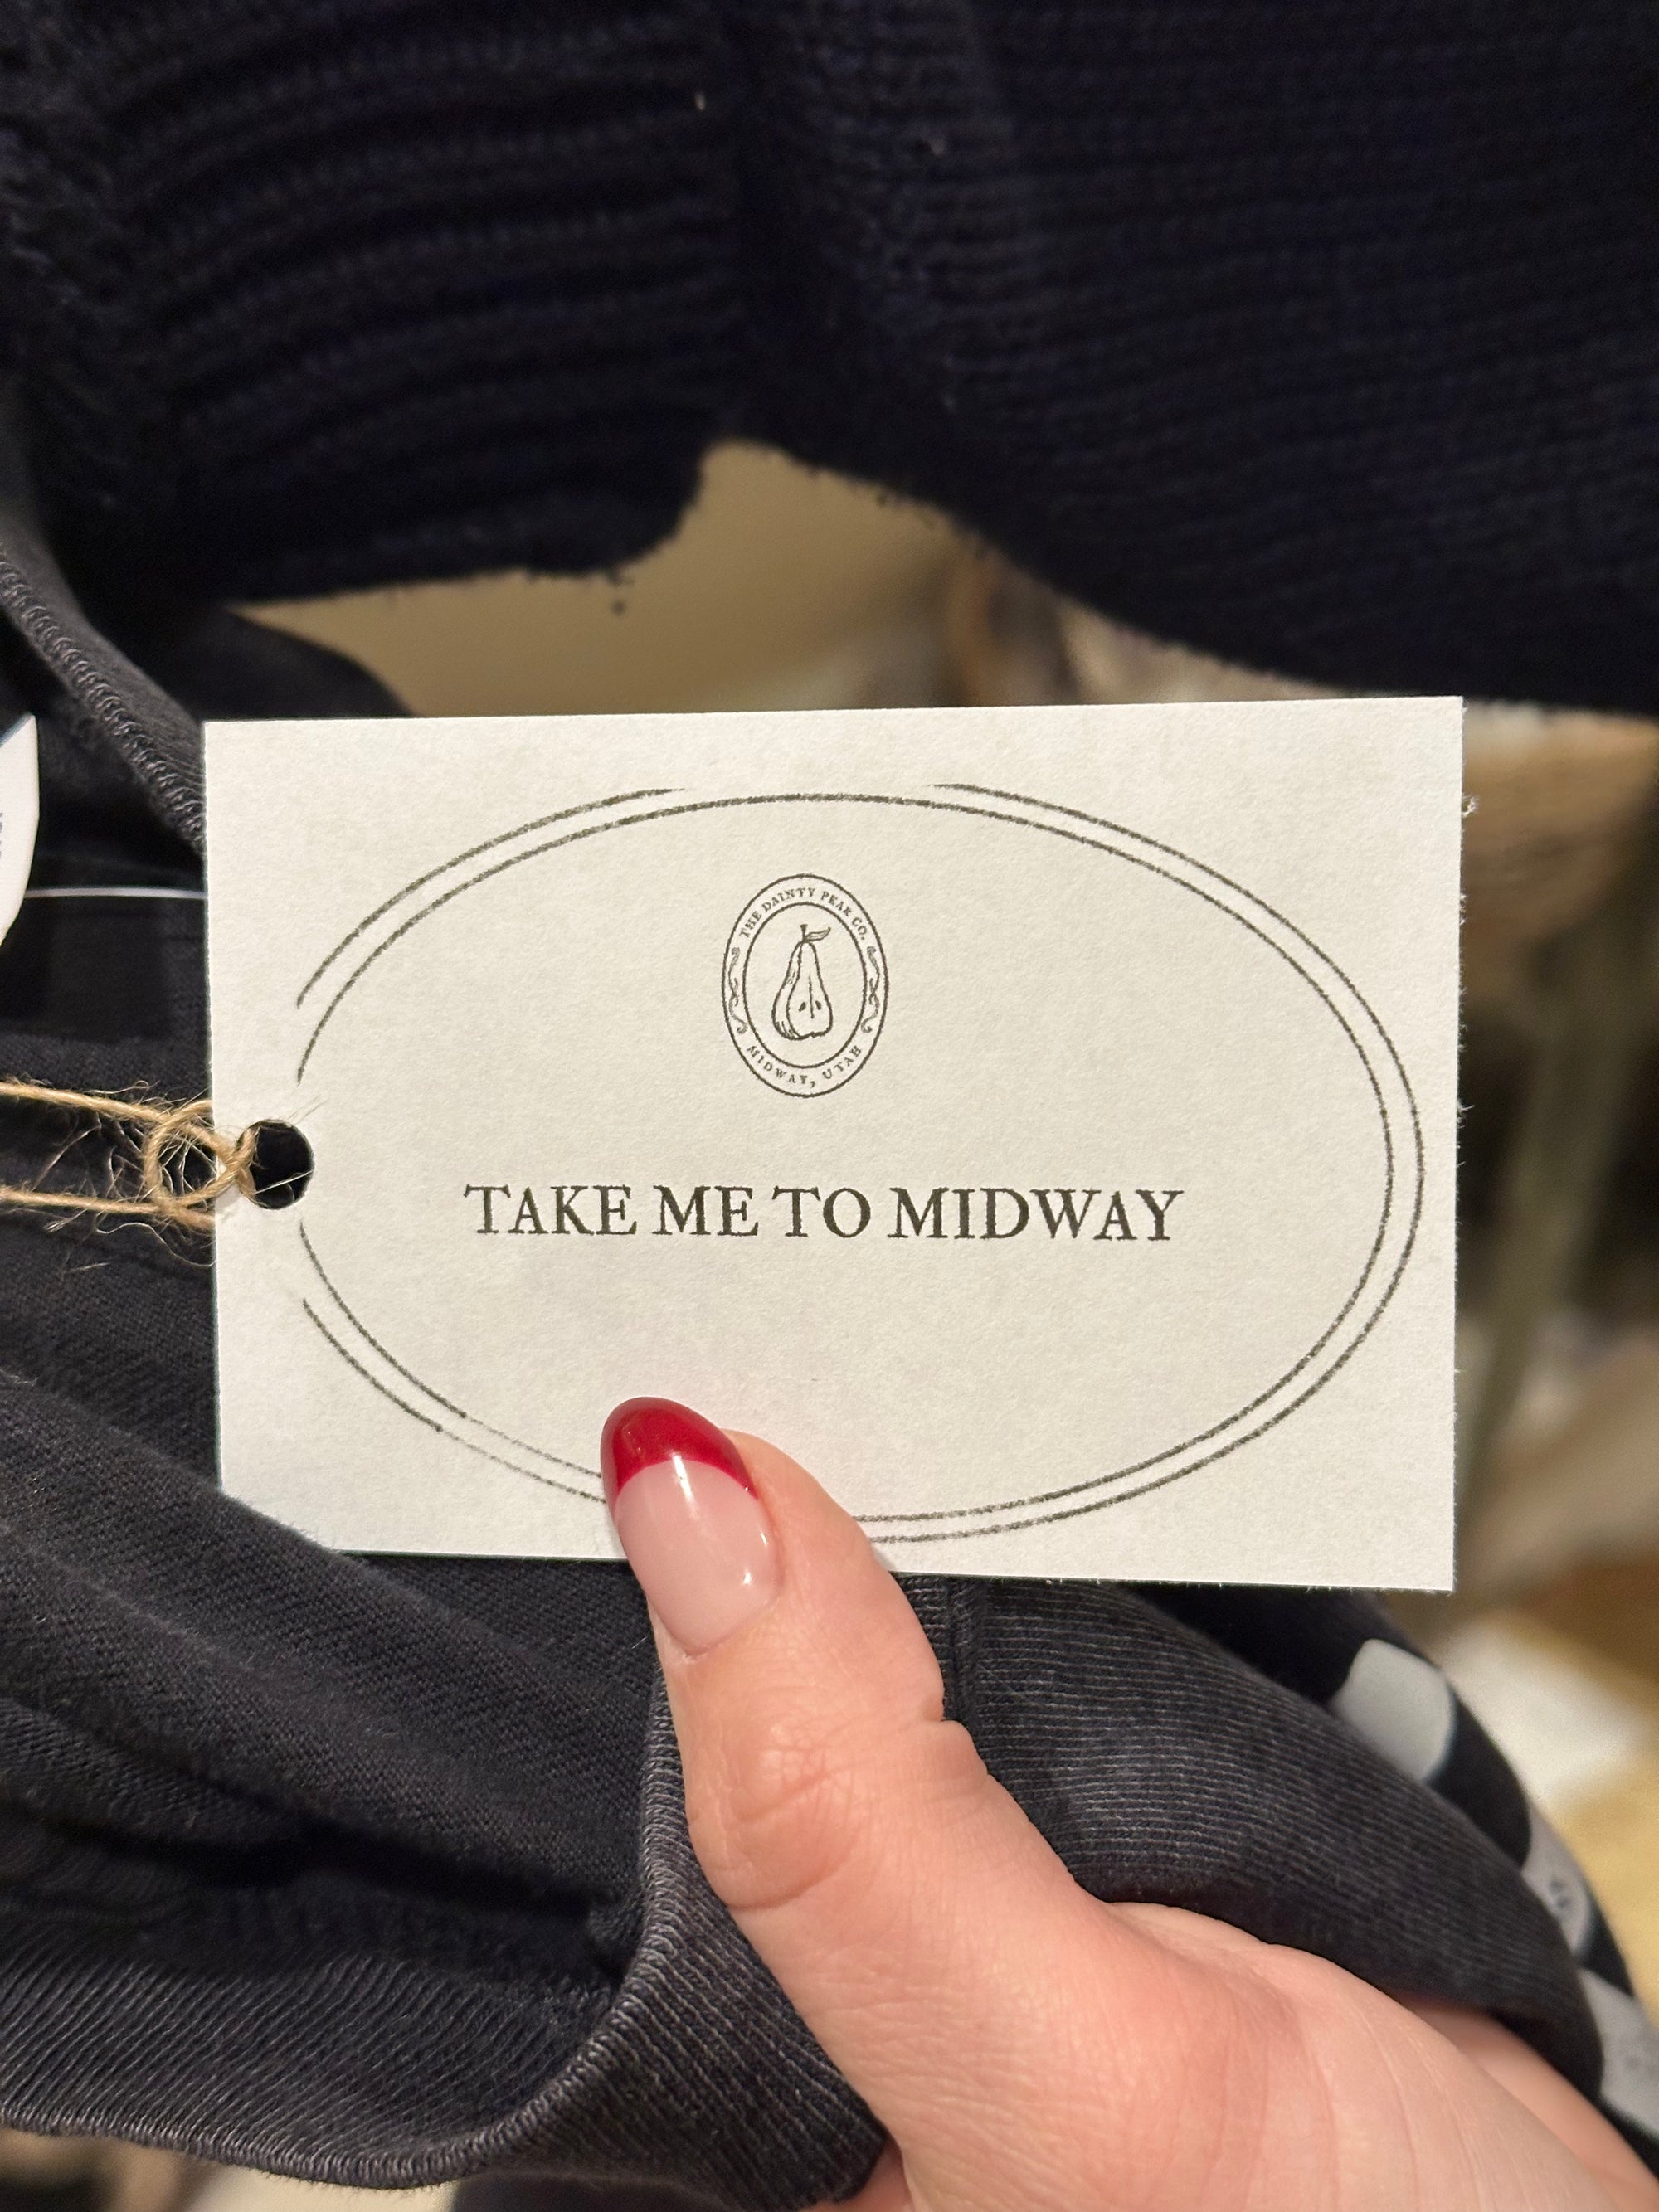 THE DAINTY PEAR CO.
MIDWAY, UTAH
TAKE ME TO MIDWAY